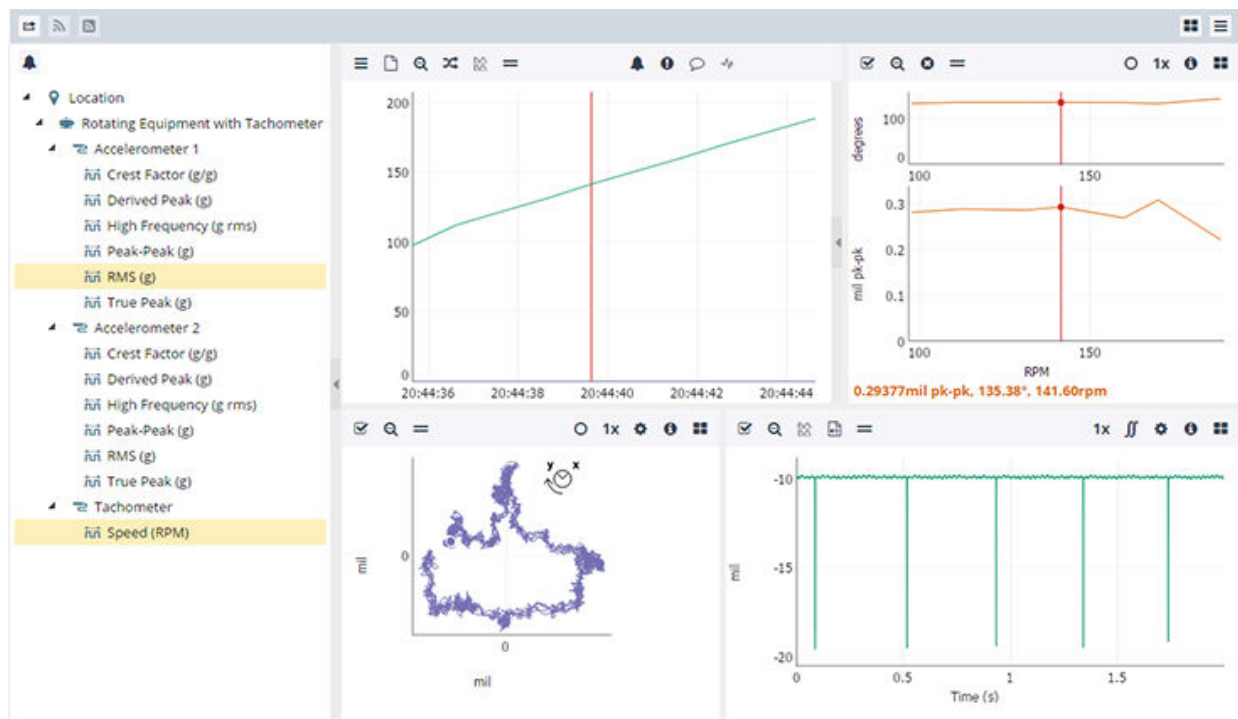 Location
Rotating Equipment with Tachometer
Accelerometer 1
Crest Factor (g/g)
Derived Peak (g)
High Frequency (g rms)
Peak-Peak (g)
RMS (g)
True Peak (g)
Accelerometer 2
Crest Factor (g/g)
Derived Peak (g)
High Frequency (g rms)
Peak-Peak (g)
RMS (g)
True Peak (g)
Tachometer
Speed (RPM)
200
150
100
50
0
20:44:36 20:44:38 20:44:40 20:44:42 20:44:44
1x
degrees
100
0
100 150
mil pk-pk
0.3
0.2
0.1
0
100 150
RPM
0.29377mil pk-pk, 135.38°, 141.60rpm
1x
y x
mil
0
0
mil
1x ∬
mil
-10
-15
-20
0 0.5 1 1.5
Time (s)